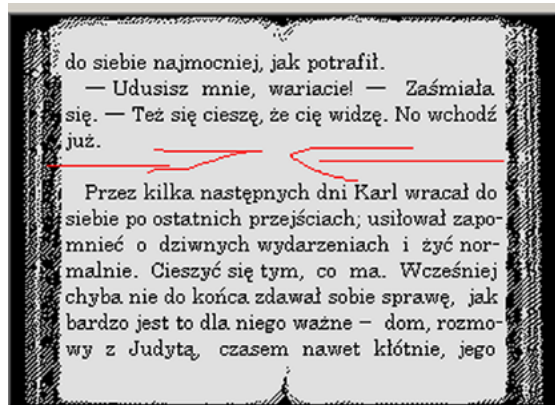 do siebie najmocniej, jak potrafił.
— Udusisz mnie, wariacie! — Zaśmiała
się. — Też się cieszę, że cię widzę. No wchodź
już.
Przez kilka następnych dni Karl wracał do
siebie po ostatnich przejściach; usiłował zapo-
mnieć o dziwnych wydarzeniach i żyć nor-
malnie. Cieszyć się tym, co ma. Wcześniej
chyba nie do końca zdawał sobie sprawę, jak
bardzo jest to dla niego ważne – dom, rozmo-
wy z Judytą, czasem nawet kłótnie, jego